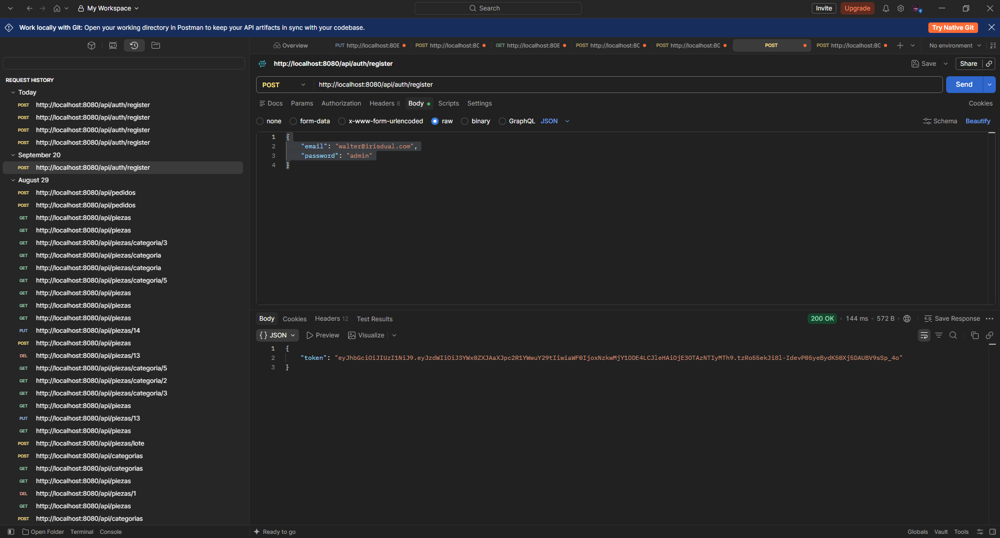 My Workspace
Search
Invite
Upgrade
Work locally with Git: Open your working directory in Postman to keep your API artifacts in sync with your codebase.
Try Native Git
Overview
PUT http://localhost:808
POST http://localhost:80
GET http://localhost:808
POST http://localhost:80
POST http://localhost:80
POST
POST http://localhost:80
No environment
HTTP http://localhost:8080/api/auth/register
Save
Share
REQUEST HISTORY
Today
POST http://localhost:8080/api/auth/register
POST http://localhost:8080/api/auth/register
POST http://localhost:8080/api/auth/register
POST http://localhost:8080/api/auth/register
September 20
POST http://localhost:8080/api/auth/register
August 29
POST http://localhost:8080/api/pedidos
POST http://localhost:8080/api/pedidos
GET http://localhost:8080/api/piezas
GET http://localhost:8080/api/piezas
GET http://localhost:8080/api/piezas/categoria/3
GET http://localhost:8080/api/piezas/categoria
GET http://localhost:8080/api/piezas/categoria
GET http://localhost:8080/api/piezas/categoria/5
GET http://localhost:8080/api/piezas
GET http://localhost:8080/api/piezas
GET http://localhost:8080/api/piezas
PUT http://localhost:8080/api/piezas/14
POST http://localhost:8080/api/piezas
DEL http://localhost:8080/api/piezas/13
GET http://localhost:8080/api/piezas/categoria/5
GET http://localhost:8080/api/piezas/categoria/2
GET http://localhost:8080/api/piezas/categoria/3
GET http://localhost:8080/api/piezas
PUT http://localhost:8080/api/piezas/13
GET http://localhost:8080/api/piezas
POST http://localhost:8080/api/piezas/lote
POST http://localhost:8080/api/categorias
GET http://localhost:8080/api/categorias
GET http://localhost:8080/api/piezas
DEL http://localhost:8080/api/piezas/1
GET http://localhost:8080/api/piezas
POST http://localhost:8080/api/categorias
POST http://localhost:8080/api/auth/register
Send
Docs Params Authorization Headers 8 Body Scripts Settings
Cookies
none form-data x-www-form-urlencoded raw binary GraphQL JSON
Schema Beautify
1 {
2 "email": "walter@irisdual.com",
3 "password": "admin"
4 }
Body Cookies Headers 12 Test Results
200 OK • 144 ms • 572 B
e.g. Save Response
{} JSON Preview Visualize
1 {
2 "token": "eyJhbGciOiJIUzI1NiJ9.eyJzdWIiOiJ3YWx0ZXJAaXJpc2R1YWwuY29tIiwiaWF0IjoxNzkwMjY1ODE4LCJleHAiOjE3OTAzNTIyMTh9.tzRo55ekJi8l-IdevP05yeBydK50Xj5DAUBV9sSp_4o"
3 }
Open Folder Terminal Console
Ready to go
Globals Vault Tools